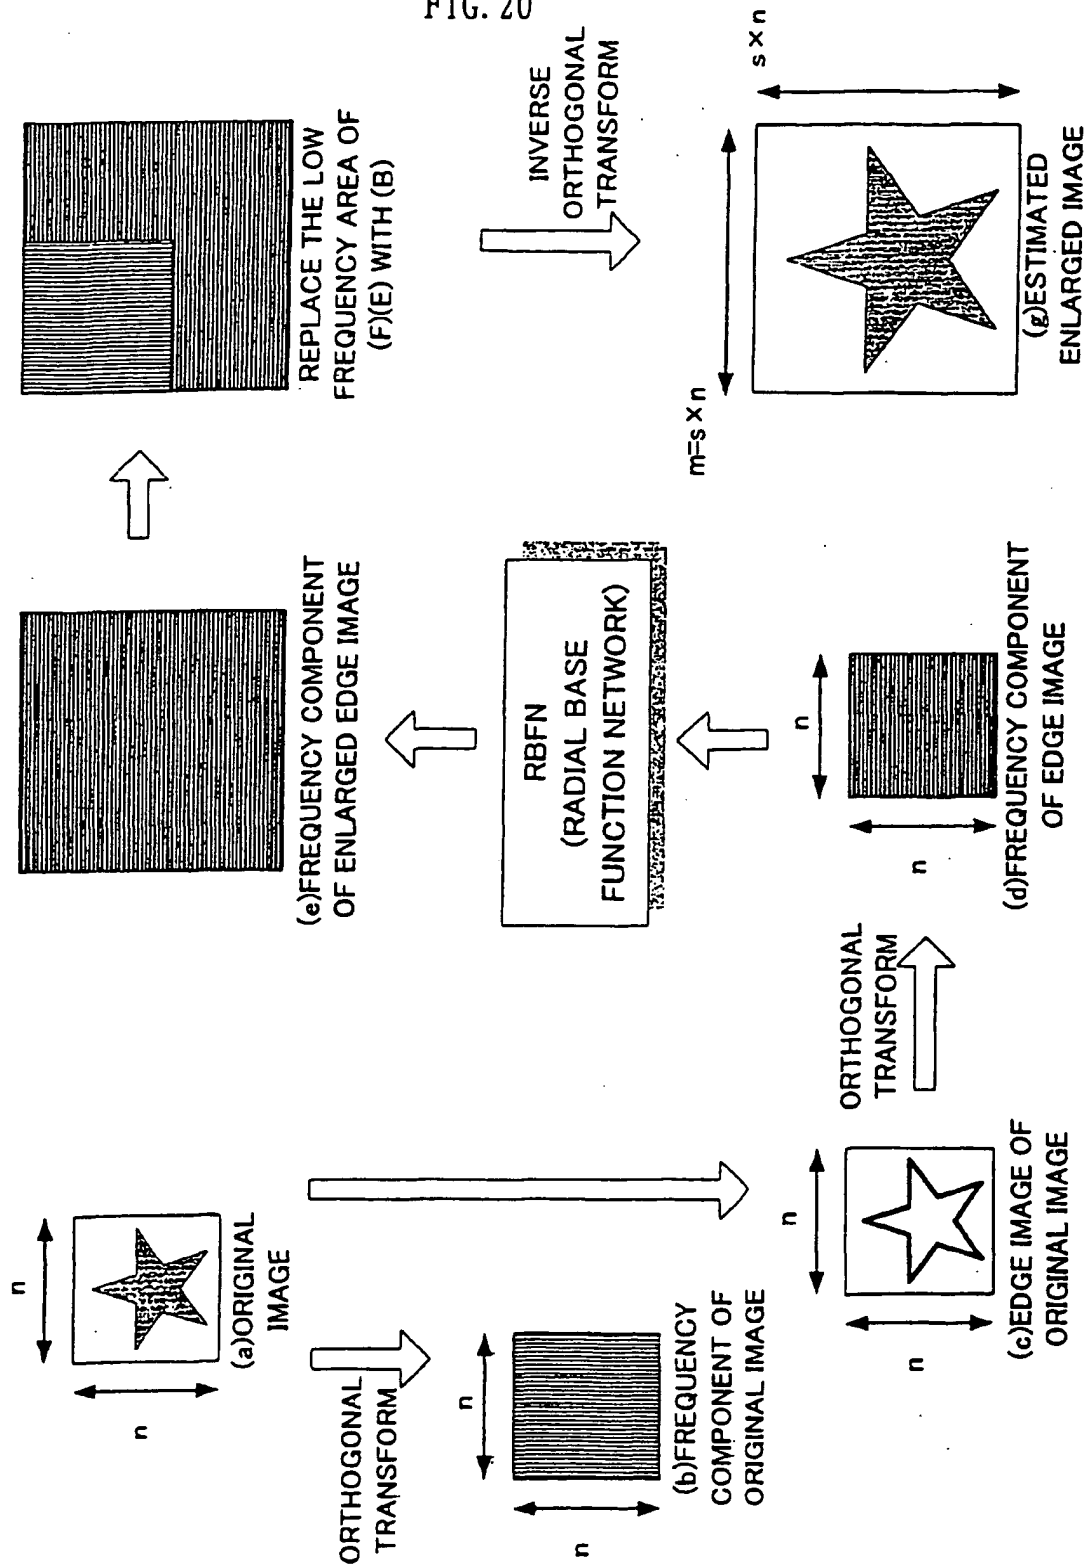 FIG. 20
n
n
(a)ORIGINAL
IMAGE
ORTHOGONAL
TRANSFORM
n
n
(b)FREQUENCY
COMPONENT OF
ORIGINAL IMAGE
n
n
(c)EDGE IMAGE OF
ORIGINAL IMAGE
ORTHOGONAL
TRANSFORM
n
n
(d)FREQUENCY COMPONENT
OF EDGE IMAGE
RBFN
(RADIAL BASE
FUNCTION NETWORK)
(e)FREQUENCY COMPONENT
OF ENLARGED EDGE IMAGE
REPLACE THE LOW
FREQUENCY AREA OF
(F)(E) WITH (B)
INVERSE
ORTHOGONAL
TRANSFORM
m=s×n
s×n
(g)ESTIMATED
ENLARGED IMAGE